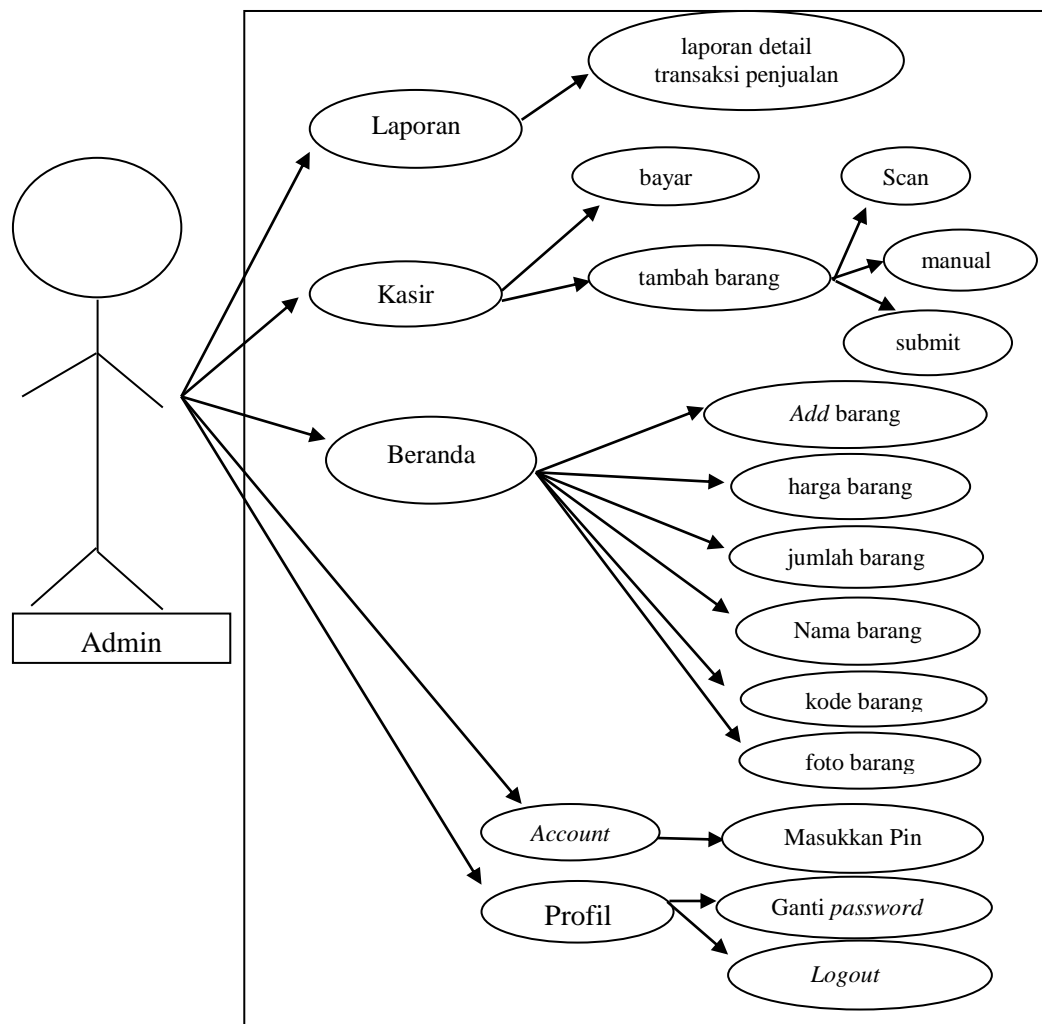 laporan detail
transaksi penjualan
Laporan
bayar
Scan
Kasir
tambah barang
manual
submit
Beranda
Add barang
harga barang
jumlah barang
Nama barang
kode barang
foto barang
Admin
Account
Masukkan Pin
Profil
Ganti password
Logout